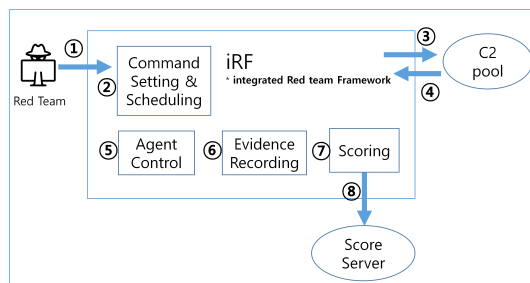 ①
③
Command
Setting &
Scheduling
②
iRF
* integrated Red team Framework
C2
pool
④
Red Team
⑤
Agent
Control
⑥
Evidence
Recording
⑦
Scoring
⑧
Score
Server